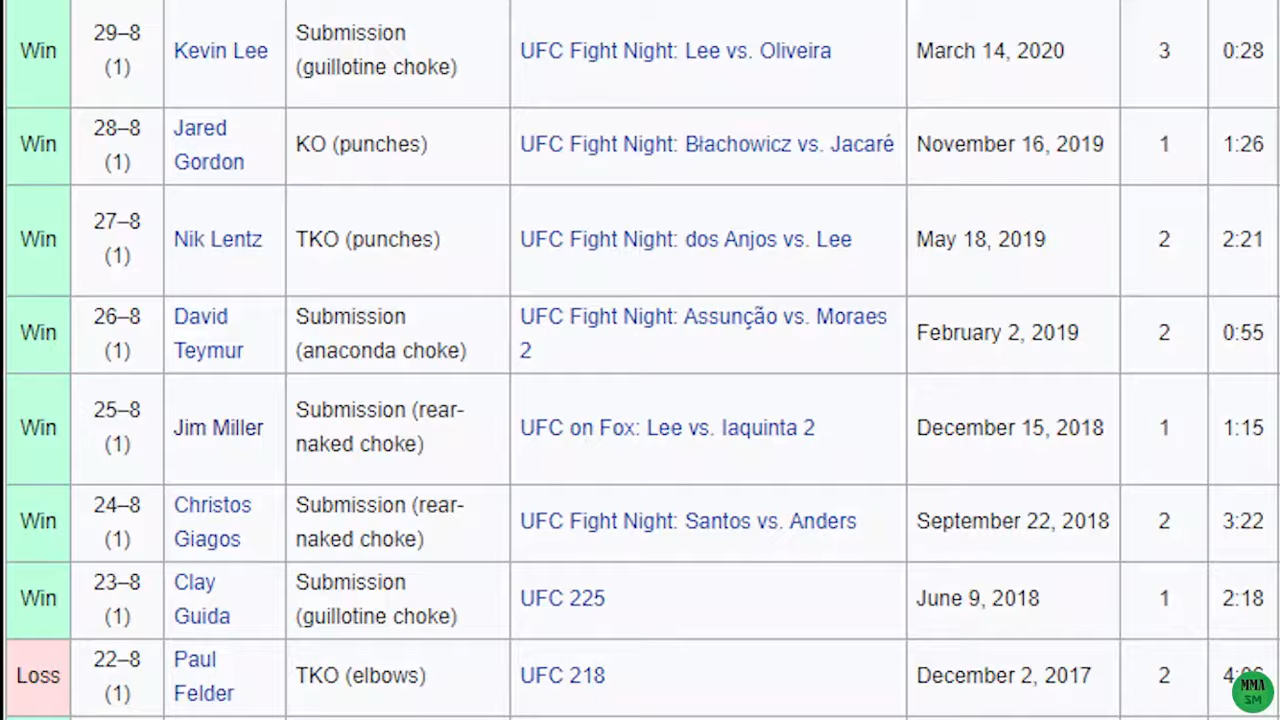 Win 29–8 (1) Kevin Lee Submission (guillotine choke) UFC Fight Night: Lee vs. Oliveira March 14, 2020 3 0:28
Win 28–8 (1) Jared Gordon KO (punches) UFC Fight Night: Błachowicz vs. Jacaré November 16, 2019 1 1:26
Win 27–8 (1) Nik Lentz TKO (punches) UFC Fight Night: dos Anjos vs. Lee May 18, 2019 2 2:21
Win 26–8 (1) David Teymur Submission (anaconda choke) UFC Fight Night: Assunção vs. Moraes 2 February 2, 2019 2 0:55
Win 25–8 (1) Jim Miller Submission (rear-naked choke) UFC on Fox: Lee vs. Iaquinta 2 December 15, 2018 1 1:15
Win 24–8 (1) Christos Giagos Submission (rear-naked choke) UFC Fight Night: Santos vs. Anders September 22, 2018 2 3:22
Win 23–8 (1) Clay Guida Submission (guillotine choke) UFC 225 June 9, 2018 1 2:18
Loss 22–8 (1) Paul Felder TKO (elbows) UFC 218 December 2, 2017 2
MMA
SM